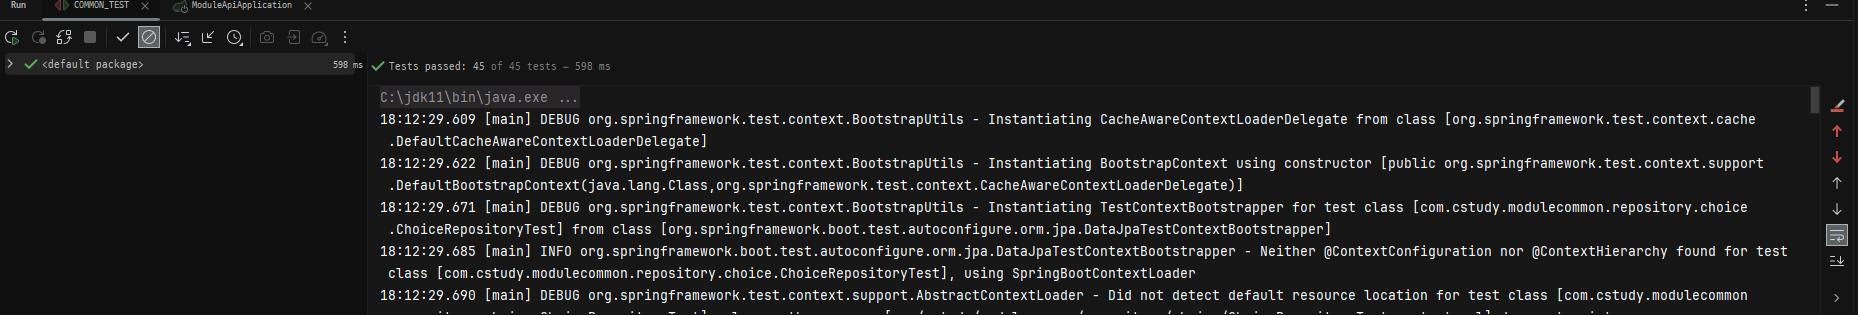 Run COMMON_TEST ModuleApiApplication
<default package> 598 ms
Tests passed: 45 of 45 tests – 598 ms
C:\jdk11\bin\java.exe ...
18:12:29.609 [main] DEBUG org.springframework.test.context.BootstrapUtils - Instantiating CacheAwareContextLoaderDelegate from class [org.springframework.test.context.cache
.DefaultCacheAwareContextLoaderDelegate]
18:12:29.622 [main] DEBUG org.springframework.test.context.BootstrapUtils - Instantiating BootstrapContext using constructor [public org.springframework.test.context.support
.DefaultBootstrapContext(java.lang.Class,org.springframework.test.context.CacheAwareContextLoaderDelegate)]
18:12:29.671 [main] DEBUG org.springframework.test.context.BootstrapUtils - Instantiating TestContextBootstrapper for test class [com.cstudy.modulecommon.repository.choice
.ChoiceRepositoryTest] from class [org.springframework.boot.test.autoconfigure.orm.jpa.DataJpaTestContextBootstrapper]
18:12:29.685 [main] INFO org.springframework.boot.test.autoconfigure.orm.jpa.DataJpaTestContextBootstrapper - Neither @ContextConfiguration nor @ContextHierarchy found for test
class [com.cstudy.modulecommon.repository.choice.ChoiceRepositoryTest], using SpringBootContextLoader
18:12:29.690 [main] DEBUG org.springframework.test.context.support.AbstractContextLoader - Did not detect default resource location for test class [com.cstudy.modulecommon